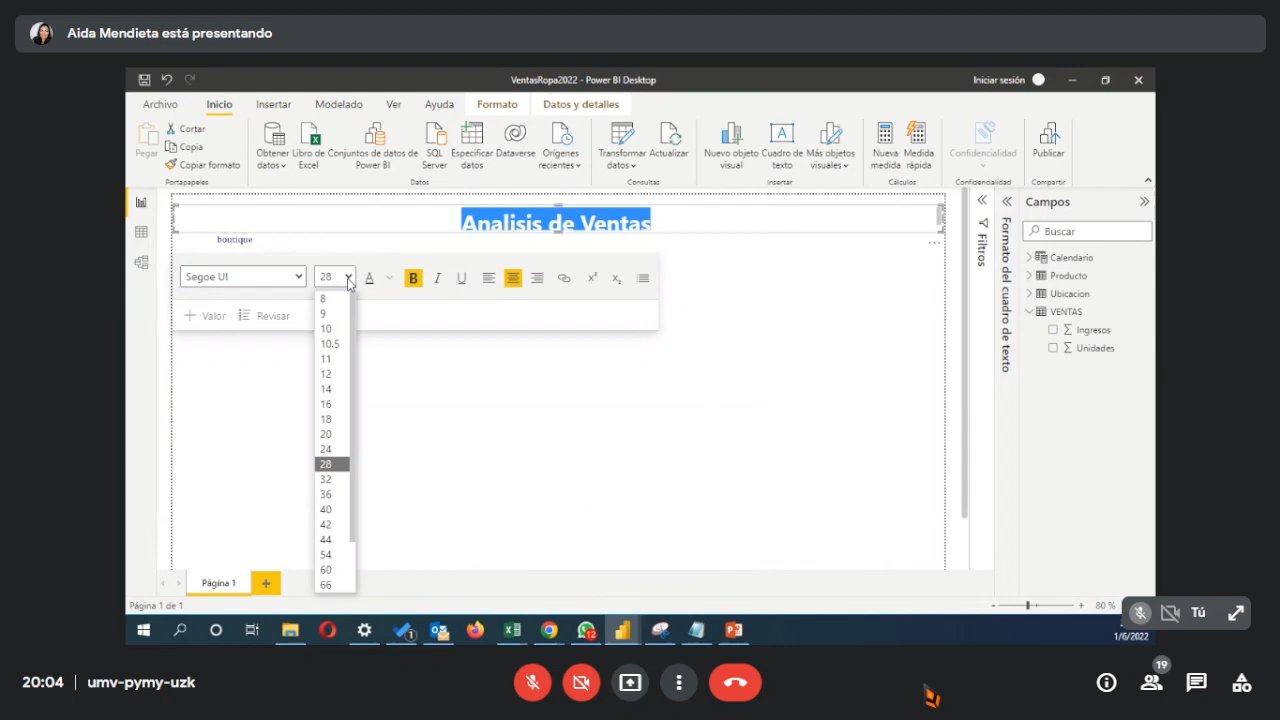 Aida Mendieta está presentando
VentasRopa2022 - Power BI Desktop
Iniciar sesión
Archivo Inicio Insertar Modelado Ver Ayuda Formato Datos y detalles
Pegar
Cortar
Copia
Copiar formato
Portapapeles
Obtener datos
Libro de Excel
Conjuntos de datos de Power BI
SQL Server
Especificar datos
Dataverse
Orígenes recientes
Datos
Transformar datos
Actualizar
Consultas
Nuevo objeto visual
Cuadro de texto
Más objetos visuales
Insertar
Nueva medida
Medida rápida
Cálculos
Confidencialidad
Confidencialidad
Publicar
Compartir
Analisis de Ventas
boutique
Segoe UI
28
A B I U x² x₂
Valor
Revisar
8
9
10
10.5
11
12
14
16
18
20
24
28
32
36
40
42
44
54
60
66
Filtros
Formato del cuadro de texto
Campos
Buscar
Calendario
Producto
Ubicacion
VENTAS
Ingresos
Unidades
Página 1
Página 1 de 1
80 %
1
12
1/6/2022
Tú
20:04 | umv-pymy-uzk
19